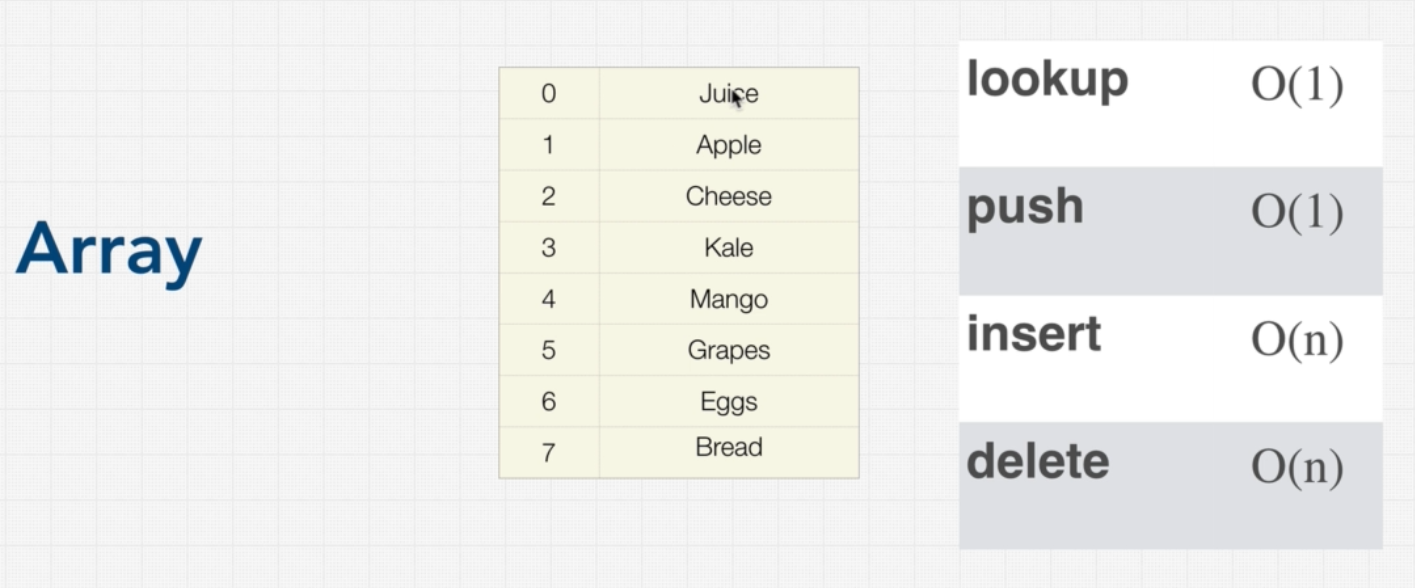 Array
0 Juice
1 Apple
2 Cheese
3 Kale
4 Mango
5 Grapes
6 Eggs
7 Bread
lookup O(1)
push O(1)
insert O(n)
delete O(n)